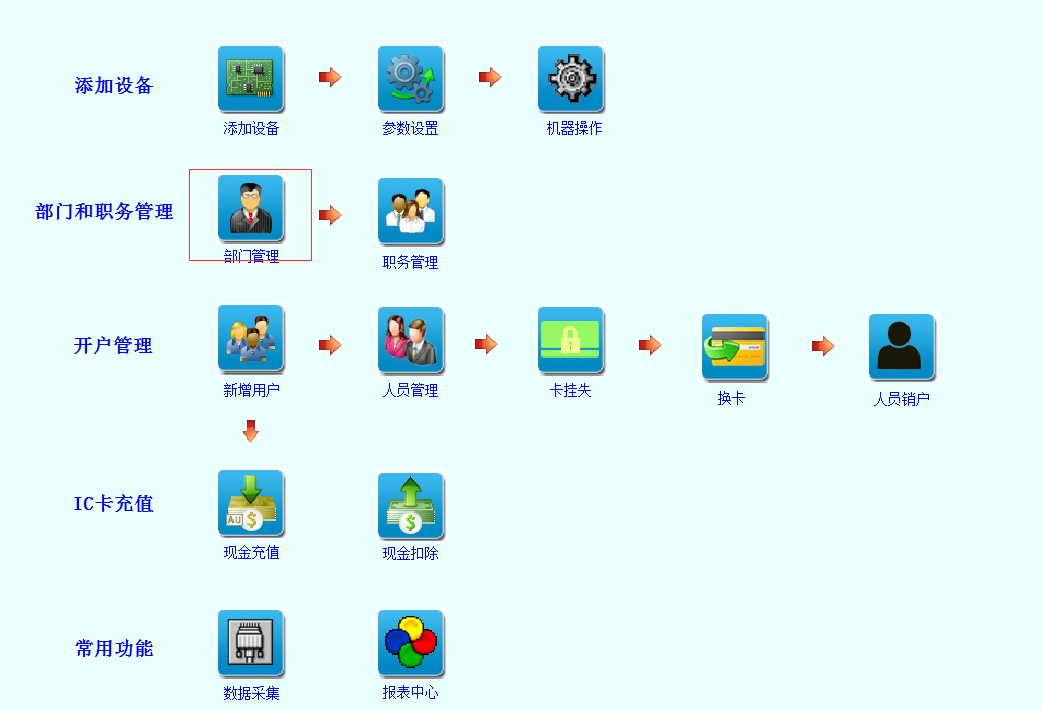 添加设备
添加设备
参数设置
机器操作
部门和职务管理
部门管理
职务管理
开户管理
新增用户
人员管理
卡挂失
换卡
人员销户
IC卡充值
AU
$
$
现金充值
现金扣除
常用功能
数据采集
报表中心